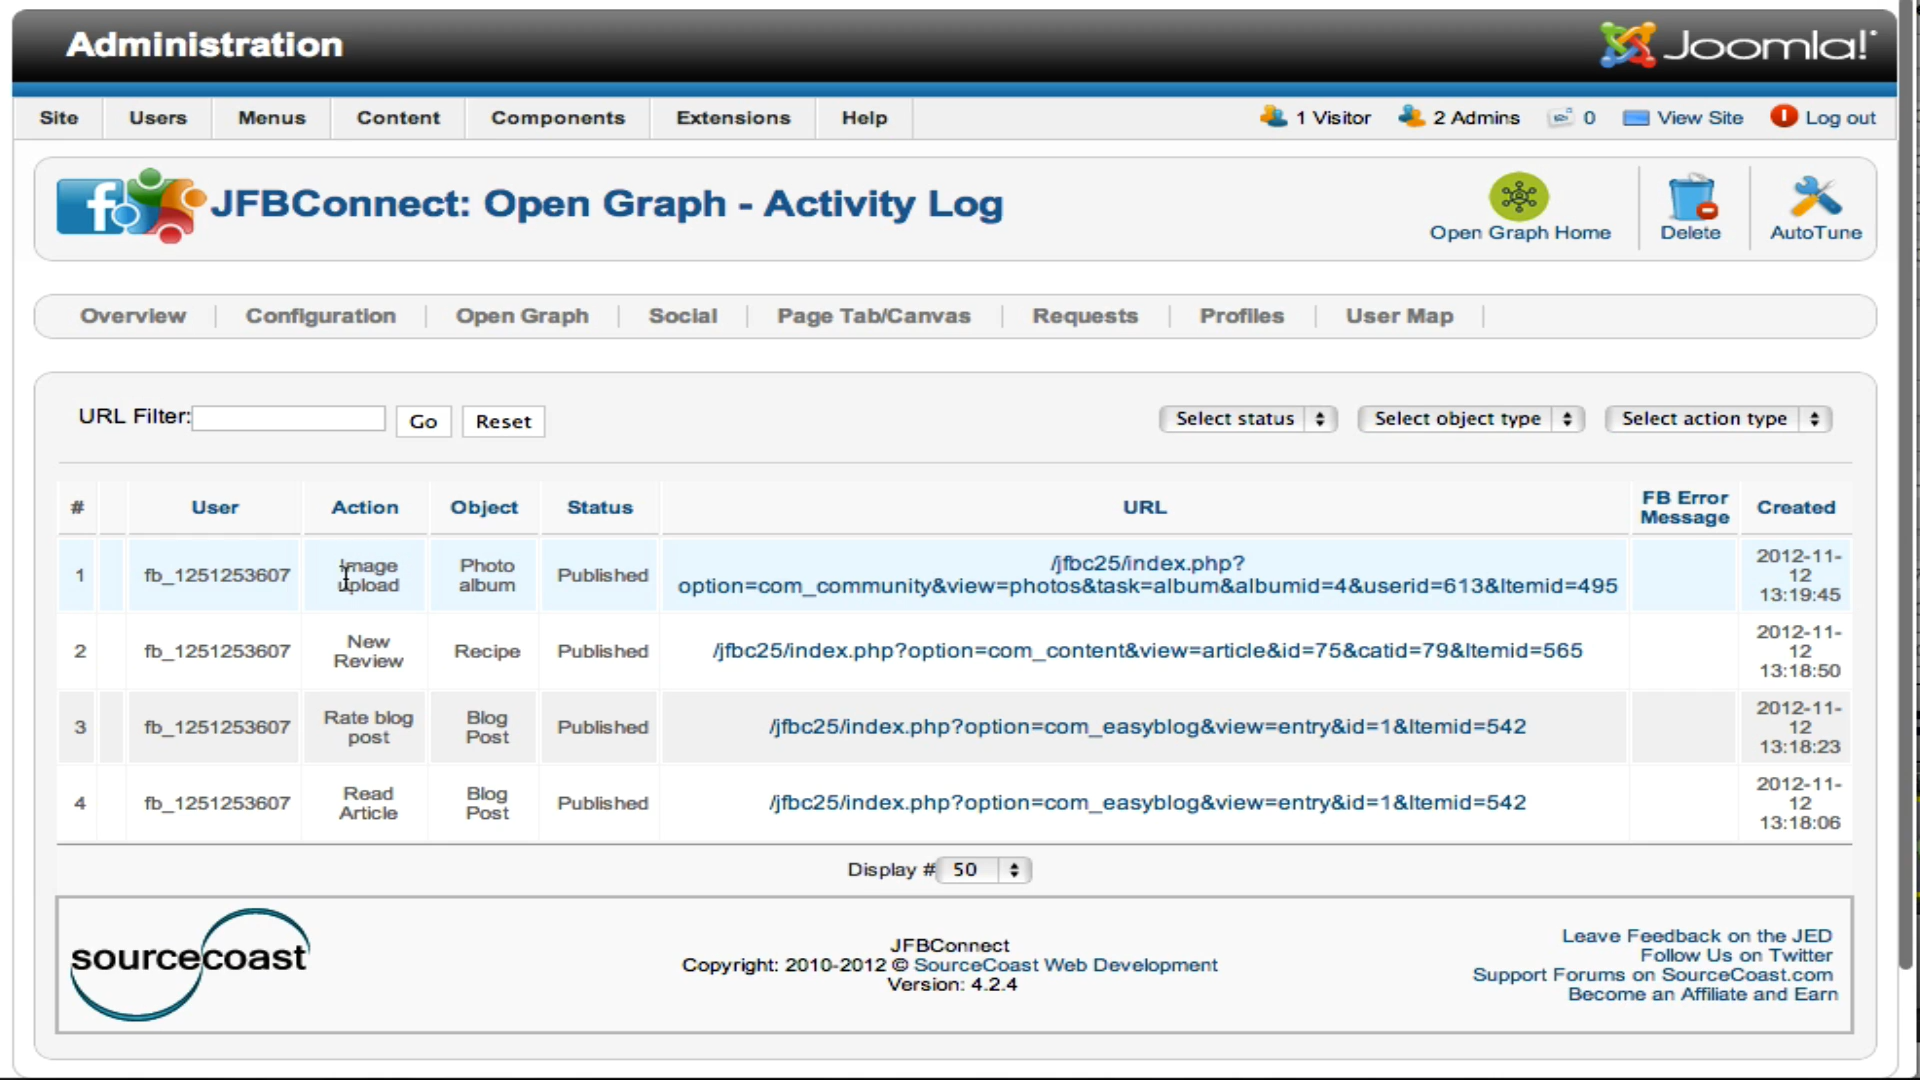 Administration
Joomla!
Site Users Menus Content Components Extensions Help 1 Visitor 2 Admins 0 View Site Log out
JFBConnect: Open Graph - Activity Log
Open Graph Home Delete AutoTune
Overview Configuration Open Graph Social Page Tab/Canvas Requests Profiles User Map
URL Filter: Go Reset Select status Select object type Select action type
# User Action Object Status URL FB Error Message Created
1 fb_1251253607 Image upload Photo album Published /jfbc25/index.php?option=com_community&view=photos&task=album&albumid=4&userid=613&Itemid=495 2012-11-12 13:19:45
2 fb_1251253607 New Review Recipe Published /jfbc25/index.php?option=com_content&view=article&id=75&catid=79&Itemid=565 2012-11-12 13:18:50
3 fb_1251253607 Rate blog post Blog Post Published /jfbc25/index.php?option=com_easyblog&view=entry&id=1&Itemid=542 2012-11-12 13:18:23
4 fb_1251253607 Read Article Blog Post Published /jfbc25/index.php?option=com_easyblog&view=entry&id=1&Itemid=542 2012-11-12 13:18:06
Display # 50
sourcecoast
JFBConnect
Copyright: 2010-2012 © SourceCoast Web Development
Version: 4.2.4
Leave Feedback on the JED
Follow Us on Twitter
Support Forums on SourceCoast.com
Become an Affiliate and Earn